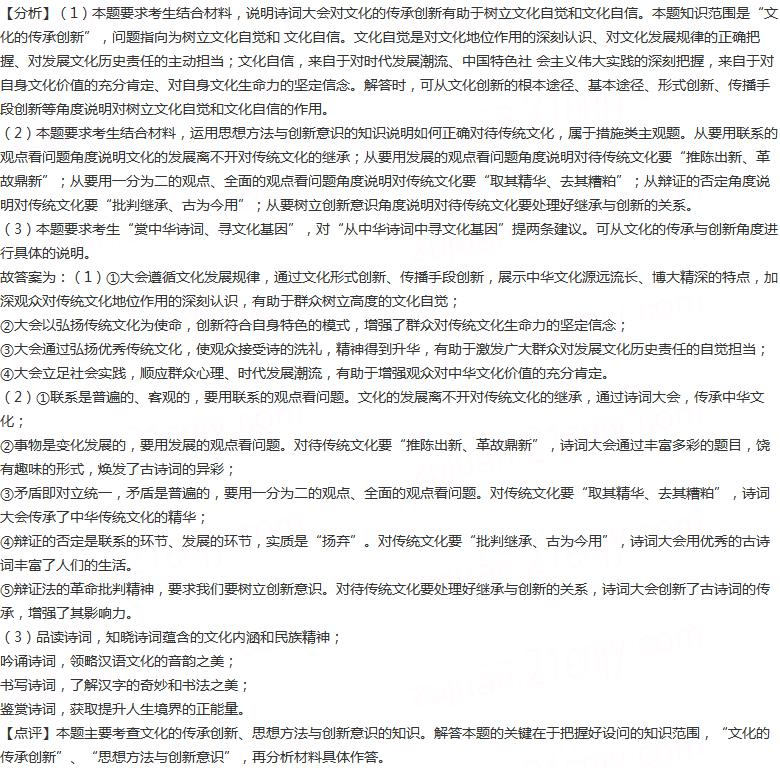 【分析】（1）本题要求考生结合材料，说明诗词大会对文化的传承创新有助于树立文化自觉和文化自信。本题知识范围是“文
化的传承创新”，问题指向为树立文化自觉和 文化自信。文化自觉是对文化地位作用的深刻认识、对文化发展规律的正确把
握、对发展文化历史责任的主动担当；文化自信，来自于对时代发展潮流、中国特色社 会主义伟大实践的深刻把握，来自于对
自身文化价值的充分肯定、对自身文化生命力的坚定信念。解答时，可从文化创新的根本途径、基本途径、形式创新、传播手
段创新等角度说明对树立文化自觉和文化自信的作用。
（2）本题要求考生结合材料，运用思想方法与创新意识的知识说明如何正确对待传统文化，属于措施类主观题。从要用联系的
观点看问题角度说明文化的发展离不开对传统文化的继承；从要用发展的观点看问题角度说明对待传统文化要“推陈出新、革
故鼎新”；从要用一分为二的观点、全面的观点看问题角度说明对传统文化要“取其精华、去其糟粕”；从辩证的否定角度说
明对传统文化要“批判继承、古为今用”；从要树立创新意识角度说明对待传统文化要处理好继承与创新的关系。
（3）本题要求考生“赏中华诗词、寻文化基因”，对“从中华诗词中寻文化基因”提两条建议。可从文化的传承与创新角度进
行具体的说明。
故答案为：（1）①大会遵循文化发展规律，通过文化形式创新、传播手段创新，展示中华文化源远流长、博大精深的特点，加
深观众对传统文化地位作用的深刻认识，有助于群众树立高度的文化自觉；
②大会以弘扬传统文化为使命，创新符合自身特色的模式，增强了群众对传统文化生命力的坚定信念；
③大会通过弘扬优秀传统文化，使观众接受诗的洗礼，精神得到升华，有助于激发广大群众对发展文化历史责任的自觉担当；
④大会立足社会实践，顺应群众心理、时代发展潮流，有助于增强观众对中华文化价值的充分肯定。
（2）①联系是普遍的、客观的，要用联系的观点看问题。文化的发展离不开对传统文化的继承，通过诗词大会，传承中华文
化；
②事物是变化发展的，要用发展的观点看问题。对待传统文化要“推陈出新、革故鼎新”，诗词大会通过丰富多彩的题目，饶
有趣味的形式，焕发了古诗词的异彩；
③矛盾即对立统一，矛盾是普遍的，要用一分为二的观点、全面的观点看问题。对传统文化要“取其精华、去其糟粕”，诗词
大会传承了中华传统文化的精华；
④辩证的否定是联系的环节、发展的环节，实质是“扬弃”。对传统文化要“批判继承、古为今用”，诗词大会用优秀的古诗
词丰富了人们的生活。
⑤辩证法的革命批判精神，要求我们要树立创新意识。对待传统文化要处理好继承与创新的关系，诗词大会创新了古诗词的传
承，增强了其影响力。
（3）品读诗词，知晓诗词蕴含的文化内涵和民族精神；
吟诵诗词，领略汉语文化的音韵之美；
书写诗词，了解汉字的奇妙和书法之美；
鉴赏诗词，获取提升人生境界的正能量。
【点评】本题主要考查文化的传承创新、思想方法与创新意识的知识。解答本题的关键在于把握好设问的知识范围，“文化的
传承创新”、“思想方法与创新意识”，再分析材料具体作答。